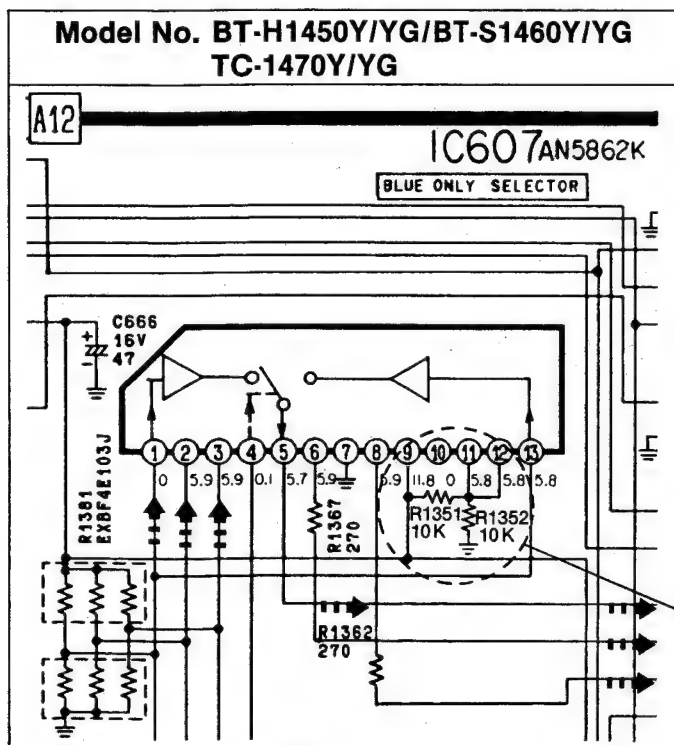 Model No. BT-H1450Y/YG/BT-S1460Y/YG
TC-1470Y/YG
A12
IC607 AN5862K
BLUE ONLY SELECTOR
C666
16V
47
+
-
1 2 3 4 5 6 7 8 9 10 11 12 13
0 5.9 5.9 0.1 5.7 5.9 5.9 11.8 0 5.8 5.8 5.8
R1381
EXBF4E103J
R1367
270
R1351
10K
R1352
10K
R1362
270